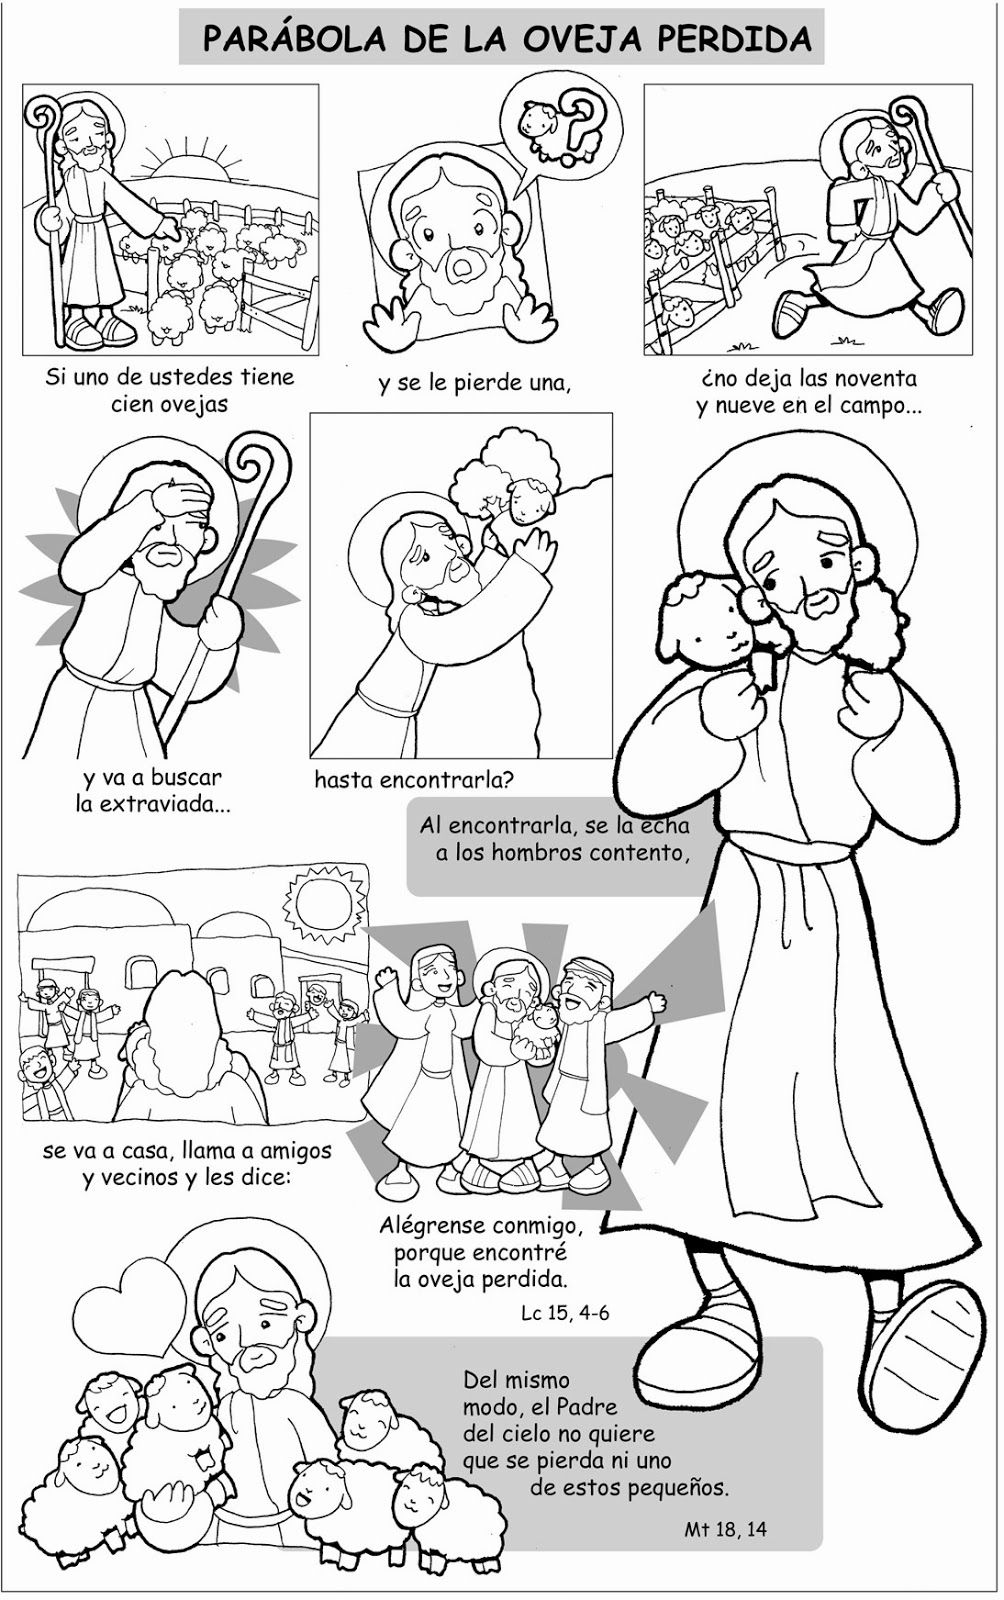 PARÁBOLA DE LA OVEJA PERDIDA
?
Si uno de ustedes tiene
cien ovejas
y se le pierde una,
¿no deja las noventa
y nueve en el campo...
y va a buscar
la extraviada...
hasta encontrarla?
Al encontrarla, se la echa
a los hombros contento,
se va a casa, llama a amigos
y vecinos y les dice:
Alégrense conmigo,
porque encontré
la oveja perdida.
Lc 15, 4-6
Del mismo
modo, el Padre
del cielo no quiere
que se pierda ni uno
de estos pequeños.
Mt 18, 14